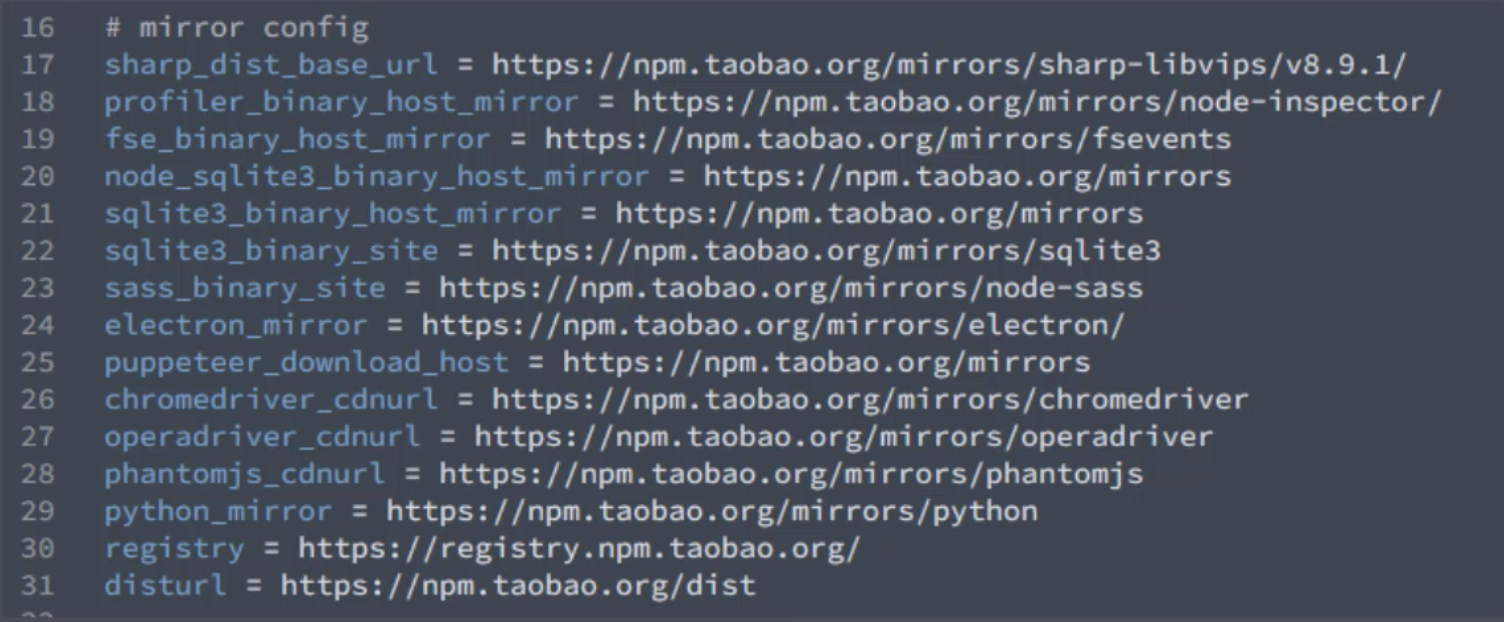 16 # mirror config
17 sharp_dist_base_url = https://npm.taobao.org/mirrors/sharp-libvips/v8.9.1/
18 profiler_binary_host_mirror = https://npm.taobao.org/mirrors/node-inspector/
19 fse_binary_host_mirror = https://npm.taobao.org/mirrors/fsevents
20 node_sqlite3_binary_host_mirror = https://npm.taobao.org/mirrors
21 sqlite3_binary_host_mirror = https://npm.taobao.org/mirrors
22 sqlite3_binary_site = https://npm.taobao.org/mirrors/sqlite3
23 sass_binary_site = https://npm.taobao.org/mirrors/node-sass
24 electron_mirror = https://npm.taobao.org/mirrors/electron/
25 puppeteer_download_host = https://npm.taobao.org/mirrors
26 chromedriver_cdnurl = https://npm.taobao.org/mirrors/chromedriver
27 operadriver_cdnurl = https://npm.taobao.org/mirrors/operadriver
28 phantomjs_cdnurl = https://npm.taobao.org/mirrors/phantomjs
29 python_mirror = https://npm.taobao.org/mirrors/python
30 registry = https://registry.npm.taobao.org/
31 disturl = https://npm.taobao.org/dist